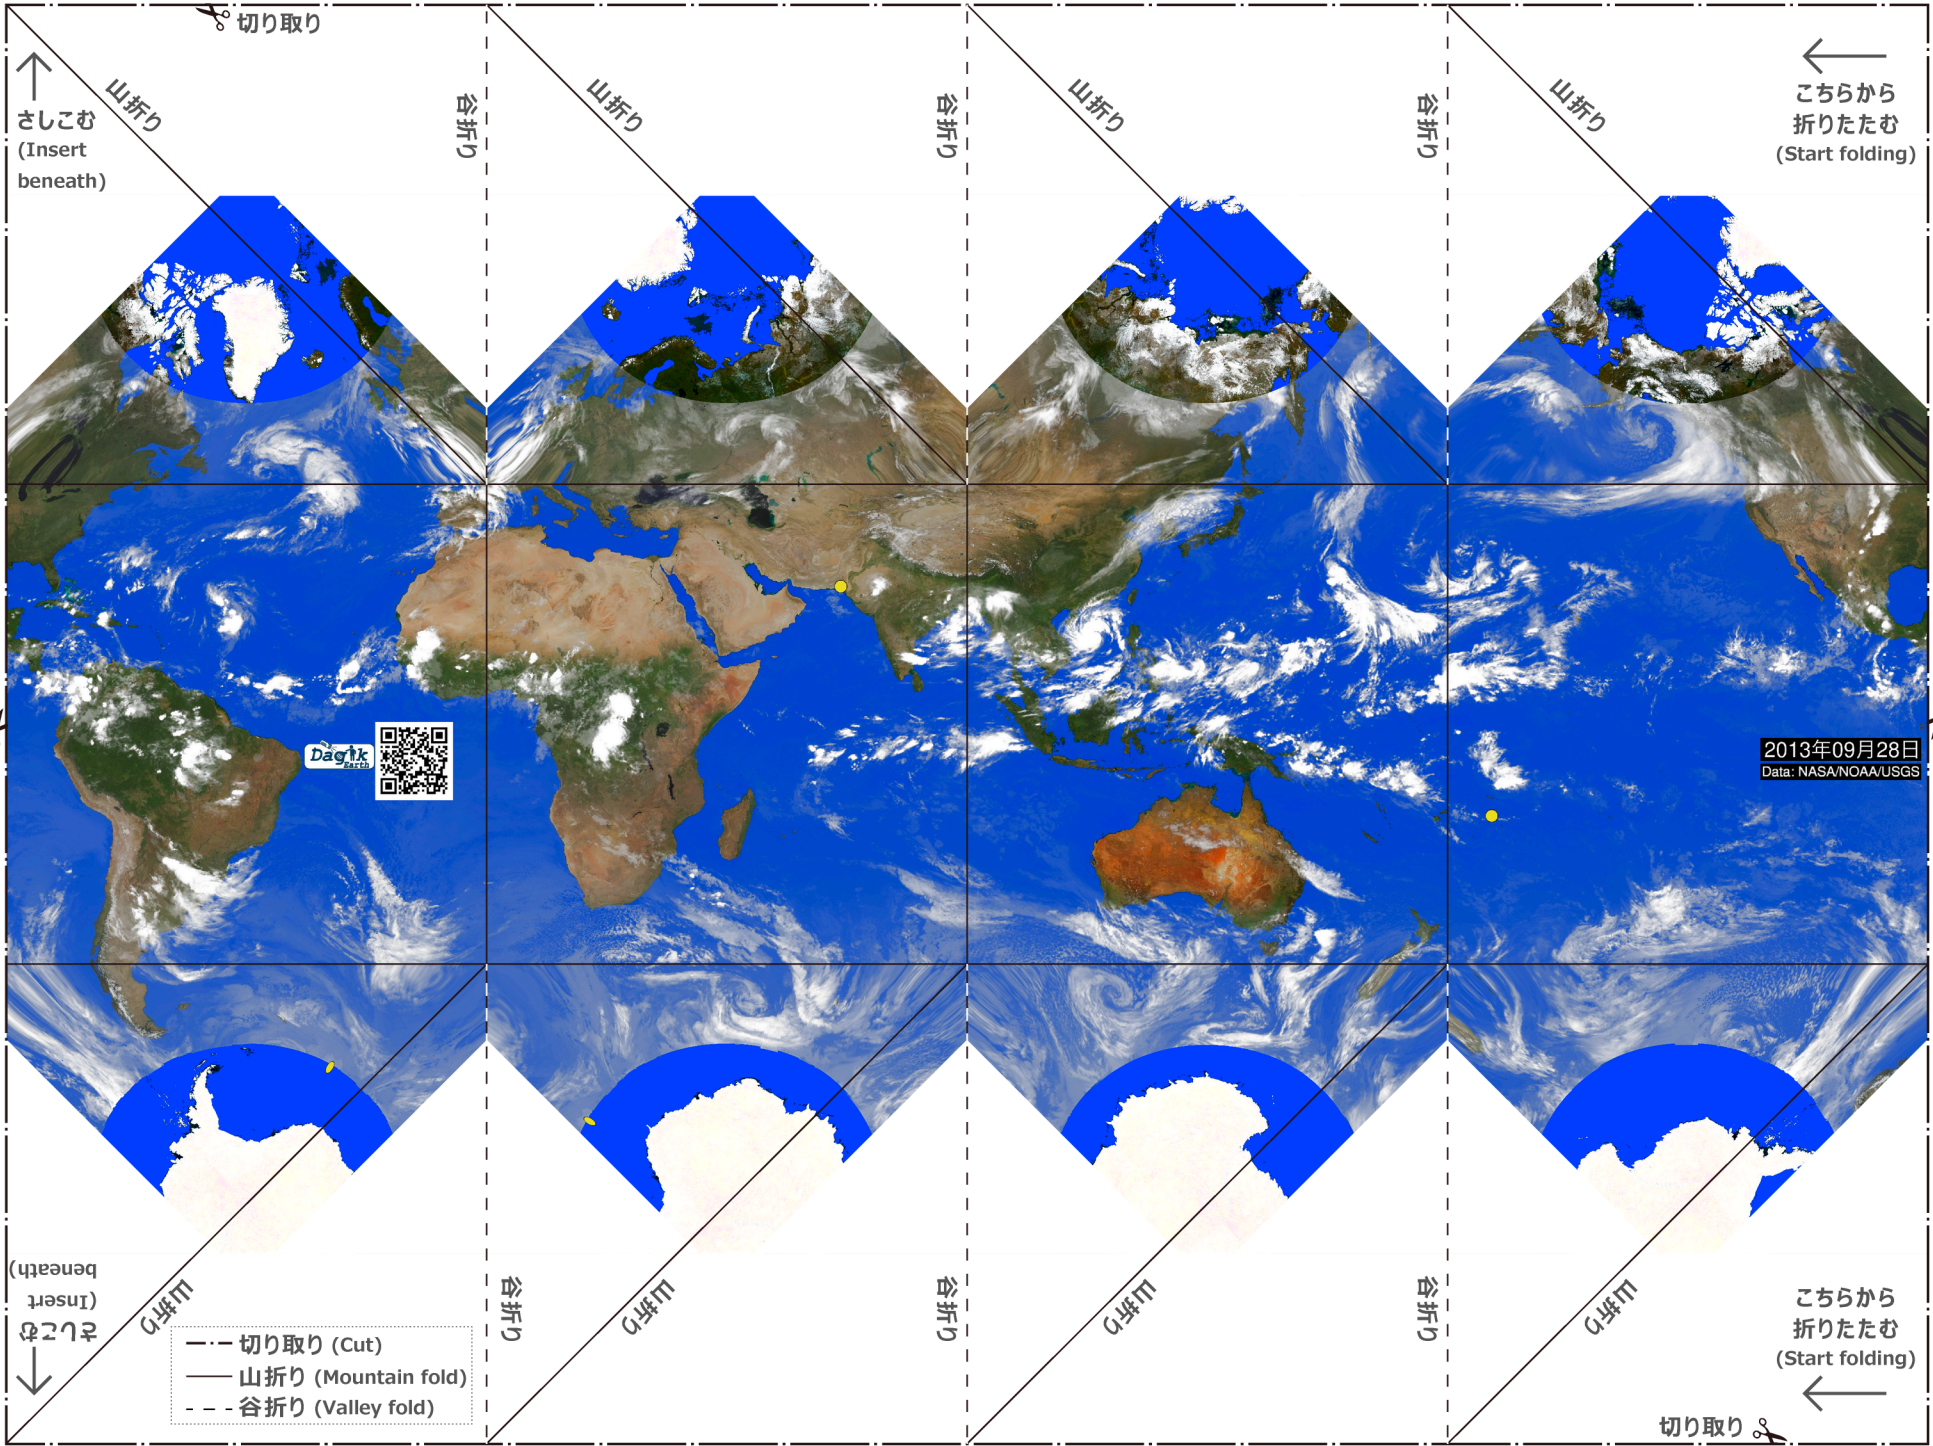 切り取り
山折り
谷折り
山折り
谷折り
山折り
谷折り
山折り
さしこむ
(Insert
beneath)
こちらから
折りたたむ
(Start folding)
Dagik
Earth
2013年09月28日
Data: NASA/NOAA/USGS
さしこむ
(Insert
beneath)
山折り
谷折り
山折り
谷折り
山折り
谷折り
山折り
こちらから
折りたたむ
(Start folding)
切り取り (Cut)
山折り (Mountain fold)
谷折り (Valley fold)
切り取り